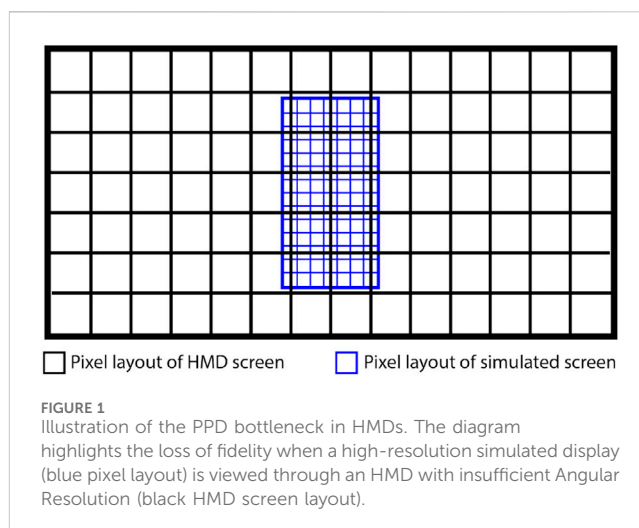 Pixel layout of HMD screen
Pixel layout of simulated screen
FIGURE 1
Illustration of the PPD bottleneck in HMDs. The diagram
highlights the loss of fidelity when a high-resolution simulated display
(blue pixel layout) is viewed through an HMD with insufficient Angular
Resolution (black HMD screen layout).